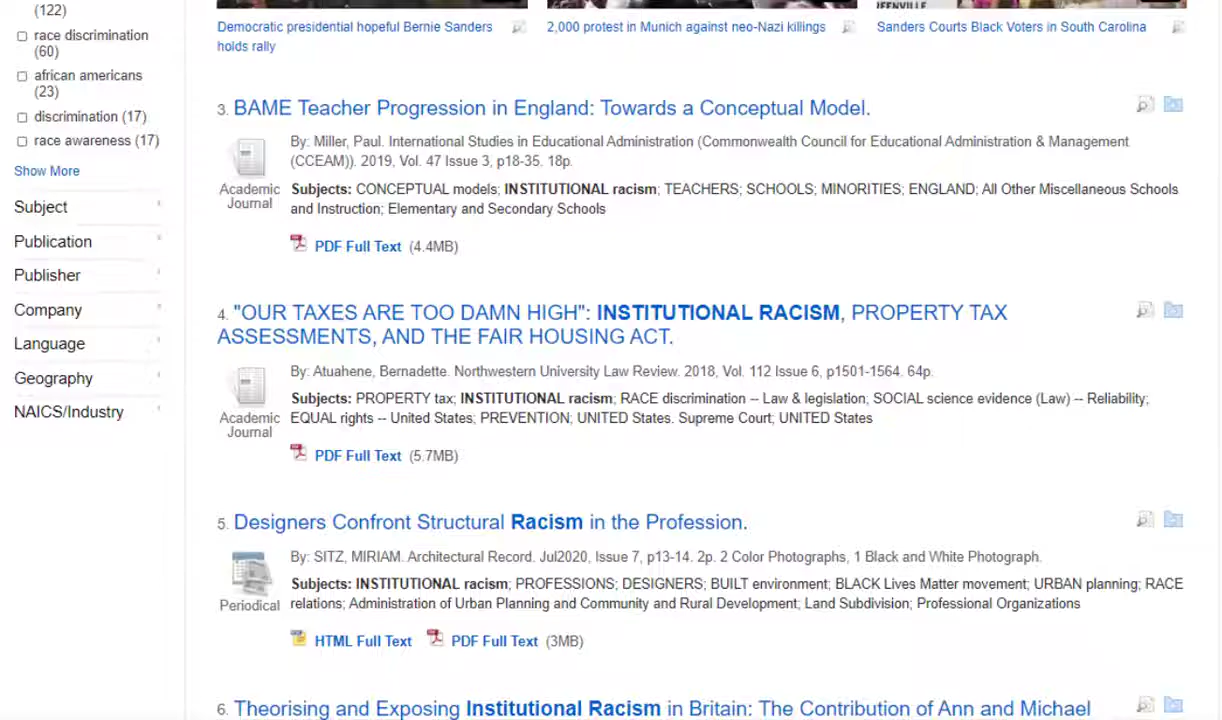 (122)
race discrimination
(60)
african americans
(23)
discrimination (17)
race awareness (17)
Show More
Subject
Publication
Publisher
Company
Language
Geography
NAICS/Industry
Democratic presidential hopeful Bernie Sanders
holds rally
2,000 protest in Munich against neo-Nazi killings
Sanders Courts Black Voters in South Carolina
3. BAME Teacher Progression in England: Towards a Conceptual Model.
By: Miller, Paul. International Studies in Educational Administration (Commonwealth Council for Educational Administration & Management
(CCEAM)). 2019, Vol. 47 Issue 3, p18-35. 18p.
Academic
Journal
Subjects: CONCEPTUAL models; INSTITUTIONAL racism; TEACHERS; SCHOOLS; MINORITIES; ENGLAND; All Other Miscellaneous Schools
and Instruction; Elementary and Secondary Schools
PDF Full Text (4.4MB)
4. "OUR TAXES ARE TOO DAMN HIGH": INSTITUTIONAL RACISM, PROPERTY TAX
ASSESSMENTS, AND THE FAIR HOUSING ACT.
By: Atuahene, Bernadette. Northwestern University Law Review. 2018, Vol. 112 Issue 6, p1501-1564. 64p.
Academic
Journal
Subjects: PROPERTY tax; INSTITUTIONAL racism; RACE discrimination -- Law & legislation; SOCIAL science evidence (Law) -- Reliability;
EQUAL rights -- United States; PREVENTION; UNITED States. Supreme Court; UNITED States
PDF Full Text (5.7MB)
5. Designers Confront Structural Racism in the Profession.
By: SITZ, MIRIAM. Architectural Record. Jul2020, Issue 7, p13-14. 2p. 2 Color Photographs, 1 Black and White Photograph.
Periodical
Subjects: INSTITUTIONAL racism; PROFESSIONS; DESIGNERS; BUILT environment; BLACK Lives Matter movement; URBAN planning; RACE
relations; Administration of Urban Planning and Community and Rural Development; Land Subdivision; Professional Organizations
HTML Full Text PDF Full Text (3MB)
6. Theorising and Exposing Institutional Racism in Britain: The Contribution of Ann and Michael